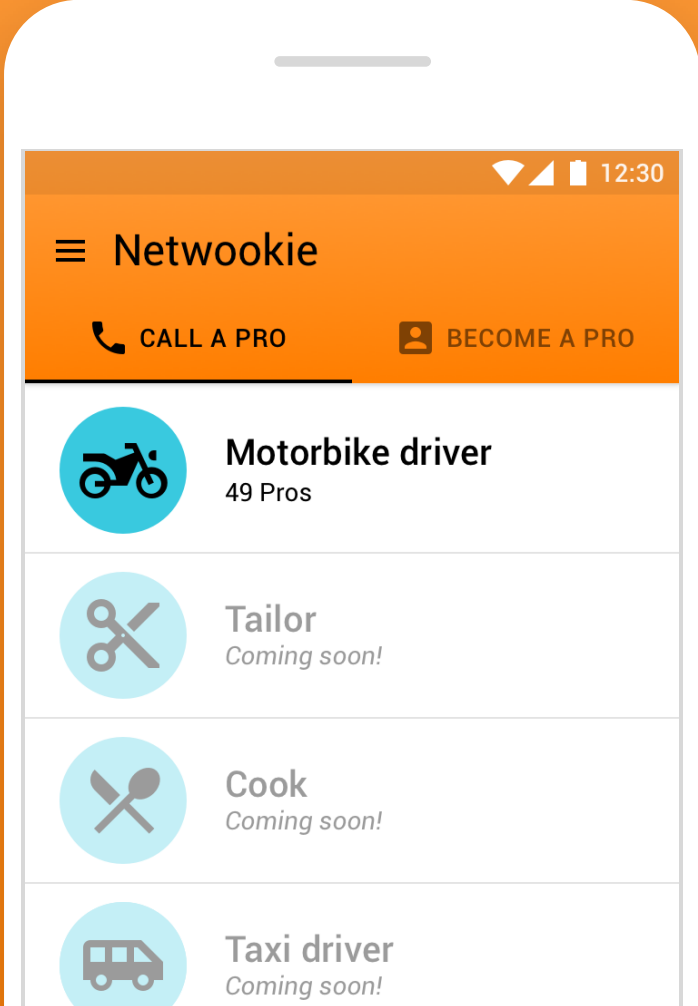 12:30
Netwookie
CALL A PRO
BECOME A PRO
Motorbike driver
49 Pros
Tailor
Coming soon!
Cook
Coming soon!
Taxi driver
Coming soon!